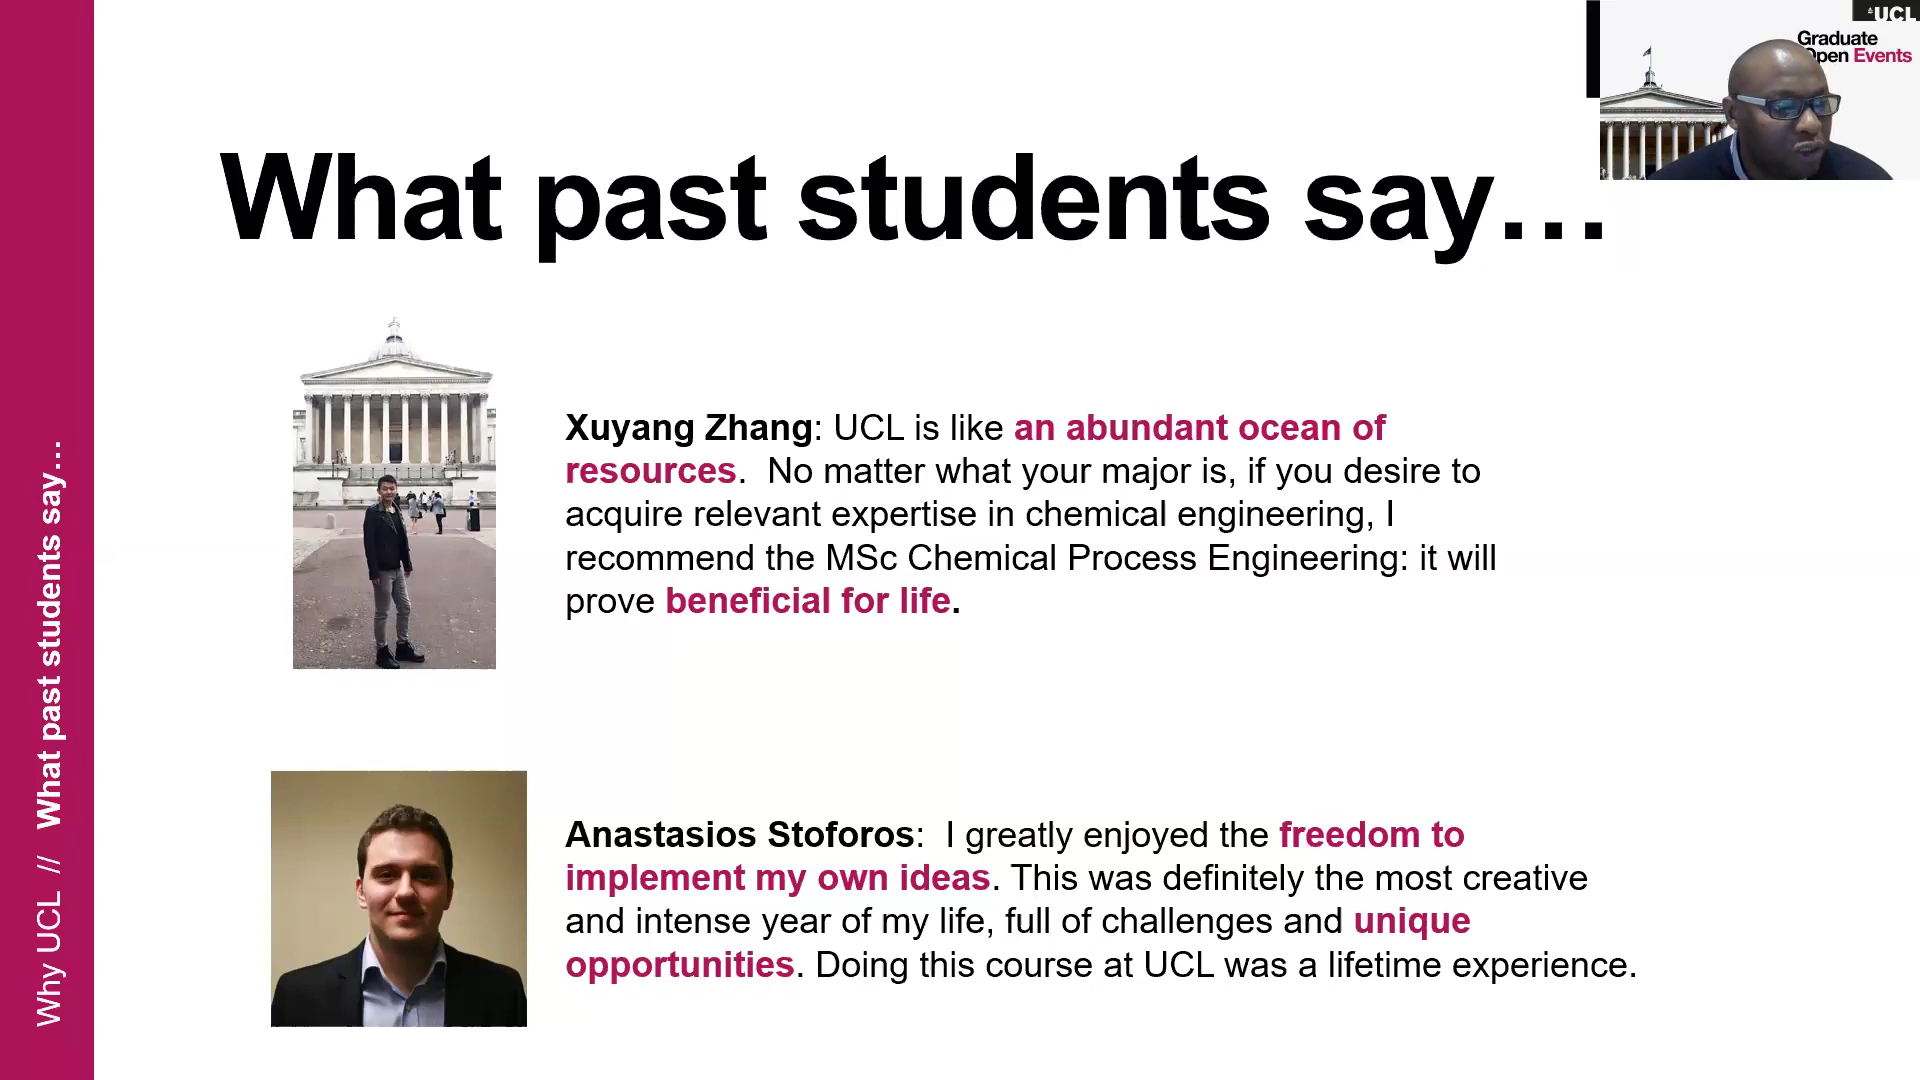 UCL
Graduate
Open Events
What past students say…
Xuyang Zhang: UCL is like an abundant ocean of
resources.  No matter what your major is, if you desire to
acquire relevant expertise in chemical engineering, I
recommend the MSc Chemical Process Engineering: it will
prove beneficial for life.
Anastasios Stoforos:  I greatly enjoyed the freedom to
implement my own ideas. This was definitely the most creative
and intense year of my life, full of challenges and unique
opportunities. Doing this course at UCL was a lifetime experience.
Why UCL // What past students say…